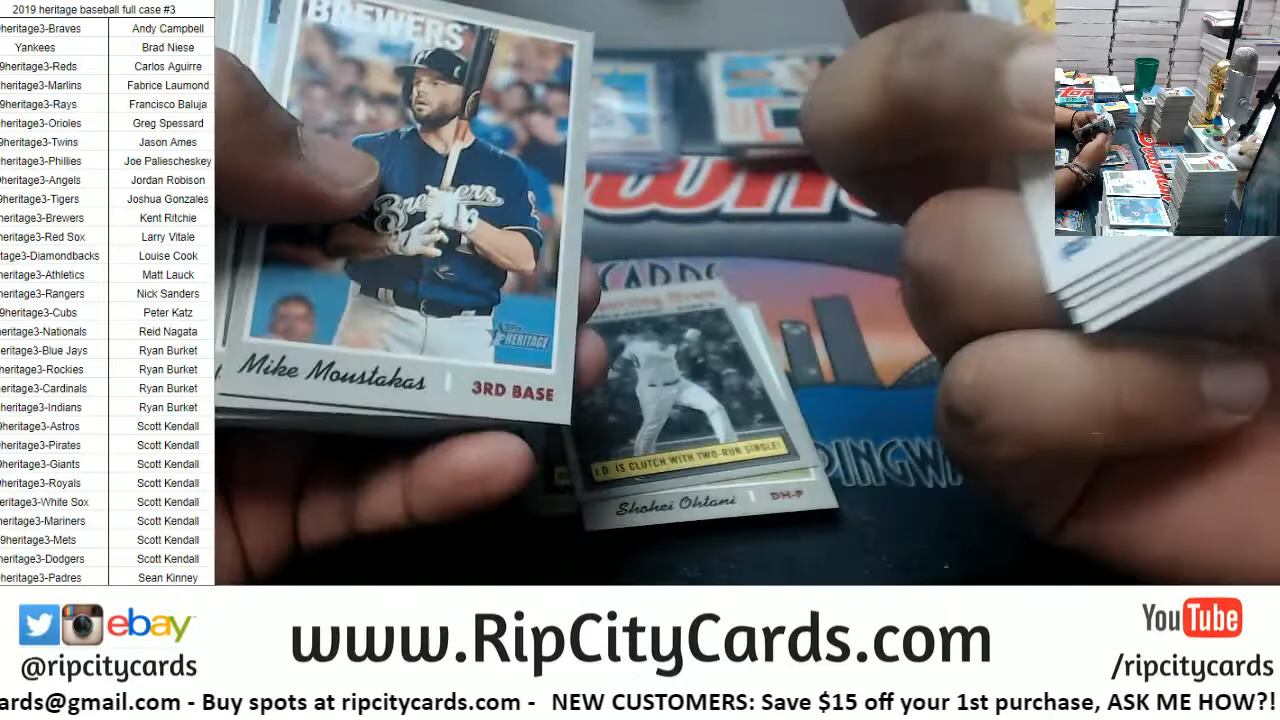 2019 heritage baseball full case #3
heritage3-Braves Andy Campbell
Yankees Brad Niese
9heritage3-Reds Carlos Aguirre
heritage3-Marlins Fabrice Laumond
9heritage3-Rays Francisco Baluja
heritage3-Orioles Greg Spessard
9heritage3-Twins Jason Ames
heritage3-Phillies Joe Paliescheskey
heritage3-Angels Jordan Robison
9heritage3-Tigers Joshua Gonzales
heritage3-Brewers Kent Ritchie
heritage3-Red Sox Larry Vitale
tage3-Diamondbacks Louise Cook
heritage3-Athletics Matt Lauck
heritage3-Rangers Nick Sanders
9heritage3-Cubs Peter Katz
eritage3-Nationals Reid Nagata
eritage3-Blue Jays Ryan Burket
heritage3-Rockies Ryan Burket
eritage3-Cardinals Ryan Burket
heritage3-Indians Ryan Burket
heritage3-Astros Scott Kendall
heritage3-Pirates Scott Kendall
heritage3-Giants Scott Kendall
heritage3-Royals Scott Kendall
eritage3-White Sox Scott Kendall
eritage3-Mariners Scott Kendall
9heritage3-Mets Scott Kendall
heritage3-Dodgers Scott Kendall
heritage3-Padres Sean Kinney
BREWERS
Brewers
Topps HERITAGE
Mike Moustakas 3RD BASE
CARDS
J.D. IS CLUTCH WITH TWO-RUN SINGLE!
Shohei Ohtani DH-P
PINGW
ebay
@ripcitycards
www.RipCityCards.com
YouTube
/ripcitycards
ards@gmail.com - Buy spots at ripcitycards.com - NEW CUSTOMERS: Save $15 off your 1st purchase, ASK ME HOW?!